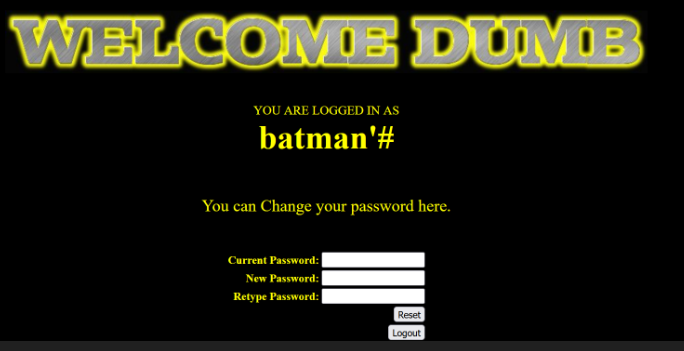 WELCOME DUMB
YOU ARE LOGGED IN AS
batman'#
You can Change your password here.
Current Password:
New Password:
Retype Password:
Reset
Logout